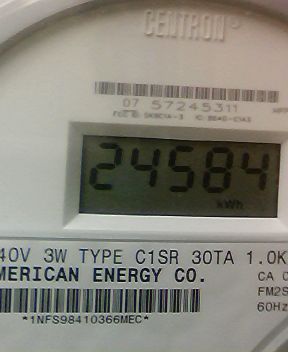 CENTRON®
07 57245311
24584
kWh
40V 3W TYPE C1SR 30TA 1.0K
MERICAN ENERGY CO.
CA
FM2S
60Hz
*1NFS98410366MEC*